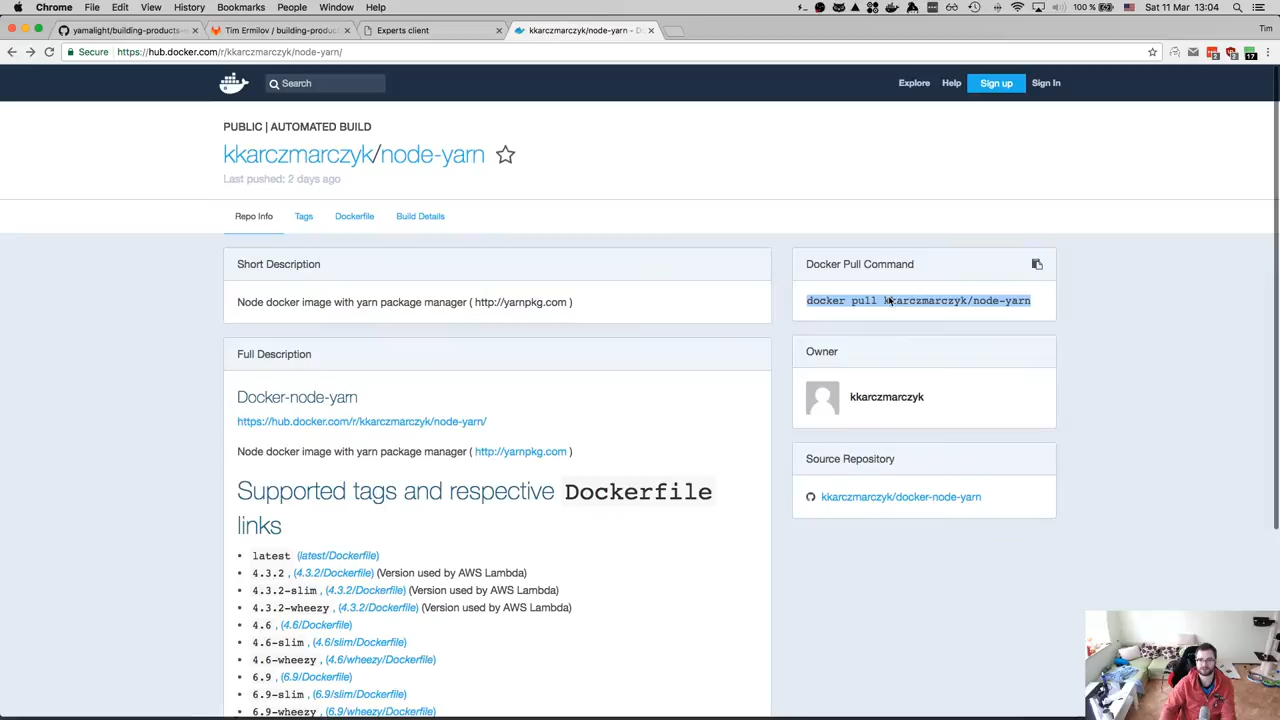 Chrome File Edit View History Bookmarks People Window Help 100 % Sat 11 Mar 13:04
yamalight/building-products- Tim Ermilov / building-produc Experts client kkarczmarczyk/node-yarn - D Tim
Secure https://hub.docker.com/r/kkarczmarczyk/node-yarn/
Search Explore Help Sign up Sign In
PUBLIC | AUTOMATED BUILD
kkarczmarczyk/node-yarn
Last pushed: 2 days ago
Repo Info Tags Dockerfile Build Details
Short Description
Node docker image with yarn package manager ( http://yarnpkg.com )
Docker Pull Command
docker pull kkarczmarczyk/node-yarn
Full Description
Docker-node-yarn
https://hub.docker.com/r/kkarczmarczyk/node-yarn/
Node docker image with yarn package manager ( http://yarnpkg.com )
Supported tags and respective Dockerfile
links
• latest (latest/Dockerfile)
• 4.3.2 , (4.3.2/Dockerfile) (Version used by AWS Lambda)
• 4.3.2-slim , (4.3.2/Dockerfile) (Version used by AWS Lambda)
• 4.3.2-wheezy , (4.3.2/Dockerfile) (Version used by AWS Lambda)
• 4.6 , (4.6/Dockerfile)
• 4.6-slim , (4.6/slim/Dockerfile)
• 4.6-wheezy , (4.6/wheezy/Dockerfile)
• 6.9 , (6.9/Dockerfile)
• 6.9-slim , (6.9/slim/Dockerfile)
• 6.9-wheezy , (6.9/wheezy/Dockerfile)
Owner
kkarczmarczyk
Source Repository
kkarczmarczyk/docker-node-yarn